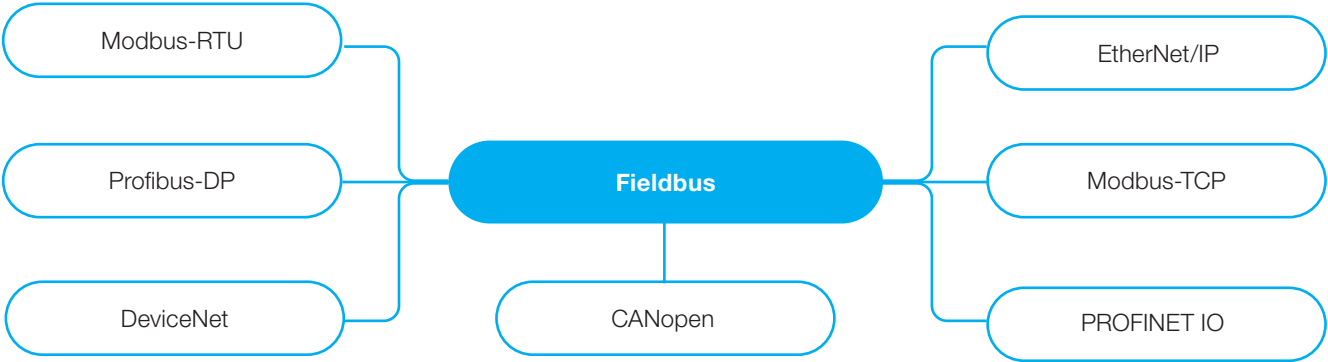 Modbus-RTU
EtherNet/IP
Profibus-DP
Fieldbus
Modbus-TCP
DeviceNet
CANopen
PROFINET IO